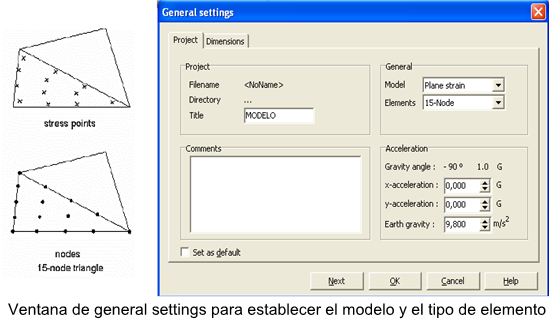 stress points
nodes
15-node triangle
General settings
Project
Dimensions
Project
Filename <NoName>
Directory ...
Title MODELO
General
Model Plane strain
Elements 15-Node
Comments
Acceleration
Gravity angle : - 90 º 1.0 G
x-acceleration : 0,000 G
y-acceleration : 0,000 G
Earth gravity : 9,800 m/s²
Set as default
Next
OK
Cancel
Help
Ventana de general settings para establecer el modelo y el tipo de elemento